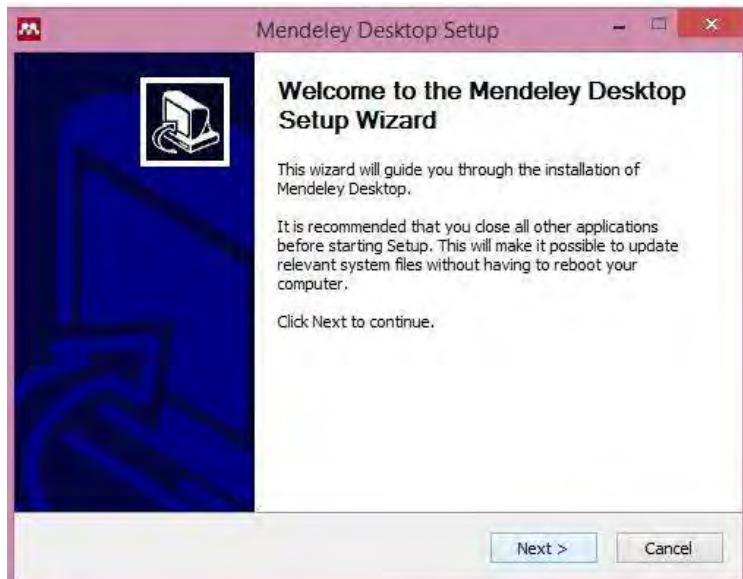 Mendeley Desktop Setup
Welcome to the Mendeley Desktop
Setup Wizard
This wizard will guide you through the installation of
Mendeley Desktop.
It is recommended that you close all other applications
before starting Setup. This will make it possible to update
relevant system files without having to reboot your
computer.
Click Next to continue.
Next >
Cancel